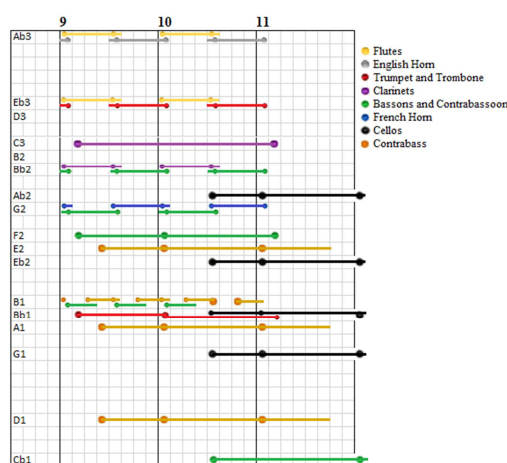 9 10 11
Ab3
Flutes
English Horn
Trumpet and Trombone
Clarinets
Bassons and Contrabassoon
French Horn
Cellos
Contrabass
Eb3
D3
C3
B2
Bb2
Ab2
G2
F2
E2
Eb2
B1
Bb1
A1
G1
D1
Cb1